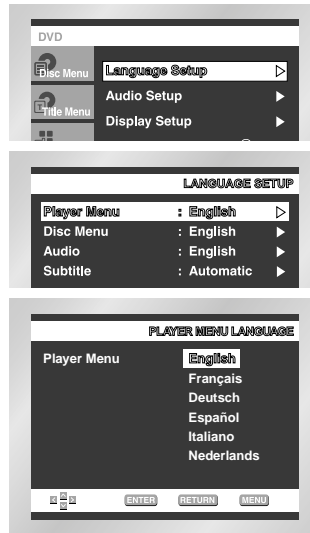 DVD
Disc Menu
Language Setup
Title Menu
Audio Setup
Display Setup
LANGUAGE SETUP
Player Menu : English
Disc Menu : English
Audio : English
Subtitle : Automatic
PLAYER MENU LANGUAGE
Player Menu English
Français
Deutsch
Español
Italiano
Nederlands
ENTER RETURN MENU